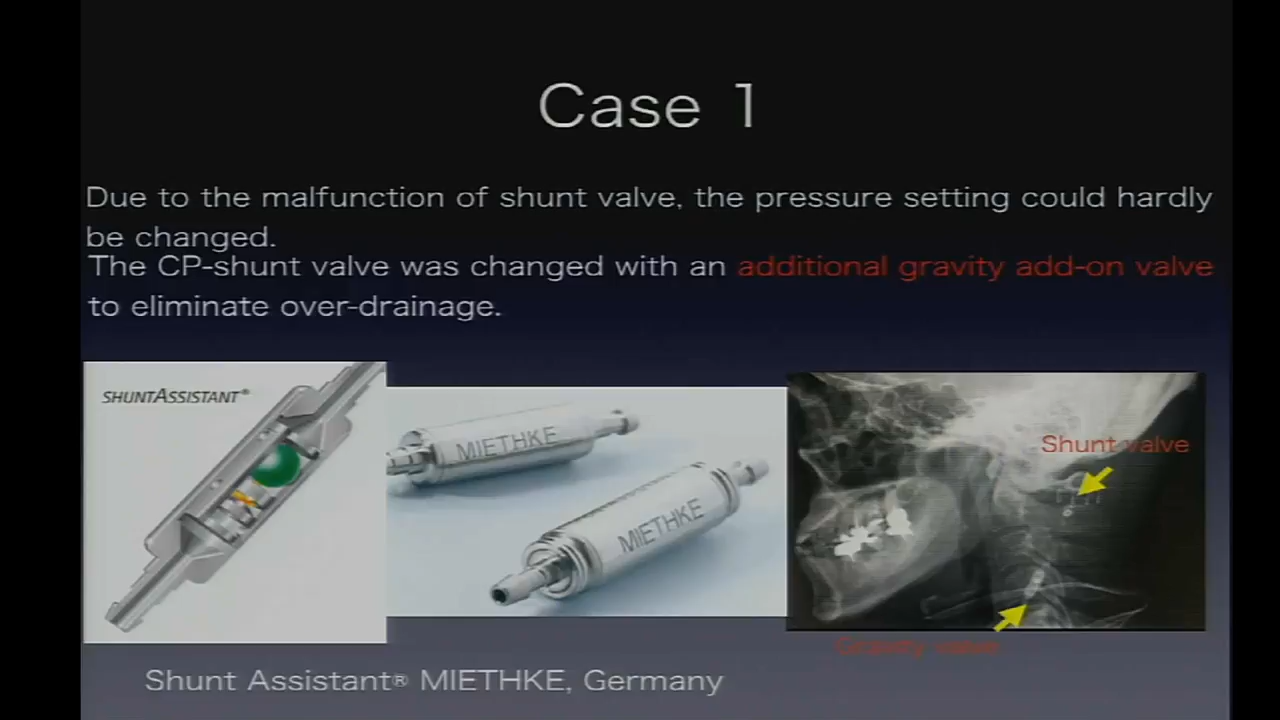 Case 1
Due to the malfunction of shunt valve, the pressure setting could hardly
be changed.
The CP-shunt valve was changed with an additional gravity add-on valve
to eliminate over-drainage.
SHUNTASSISTANT®
MIETHKE
MIETHKE
Shunt valve
Gravity valve
Shunt Assistant® MIETHKE, Germany